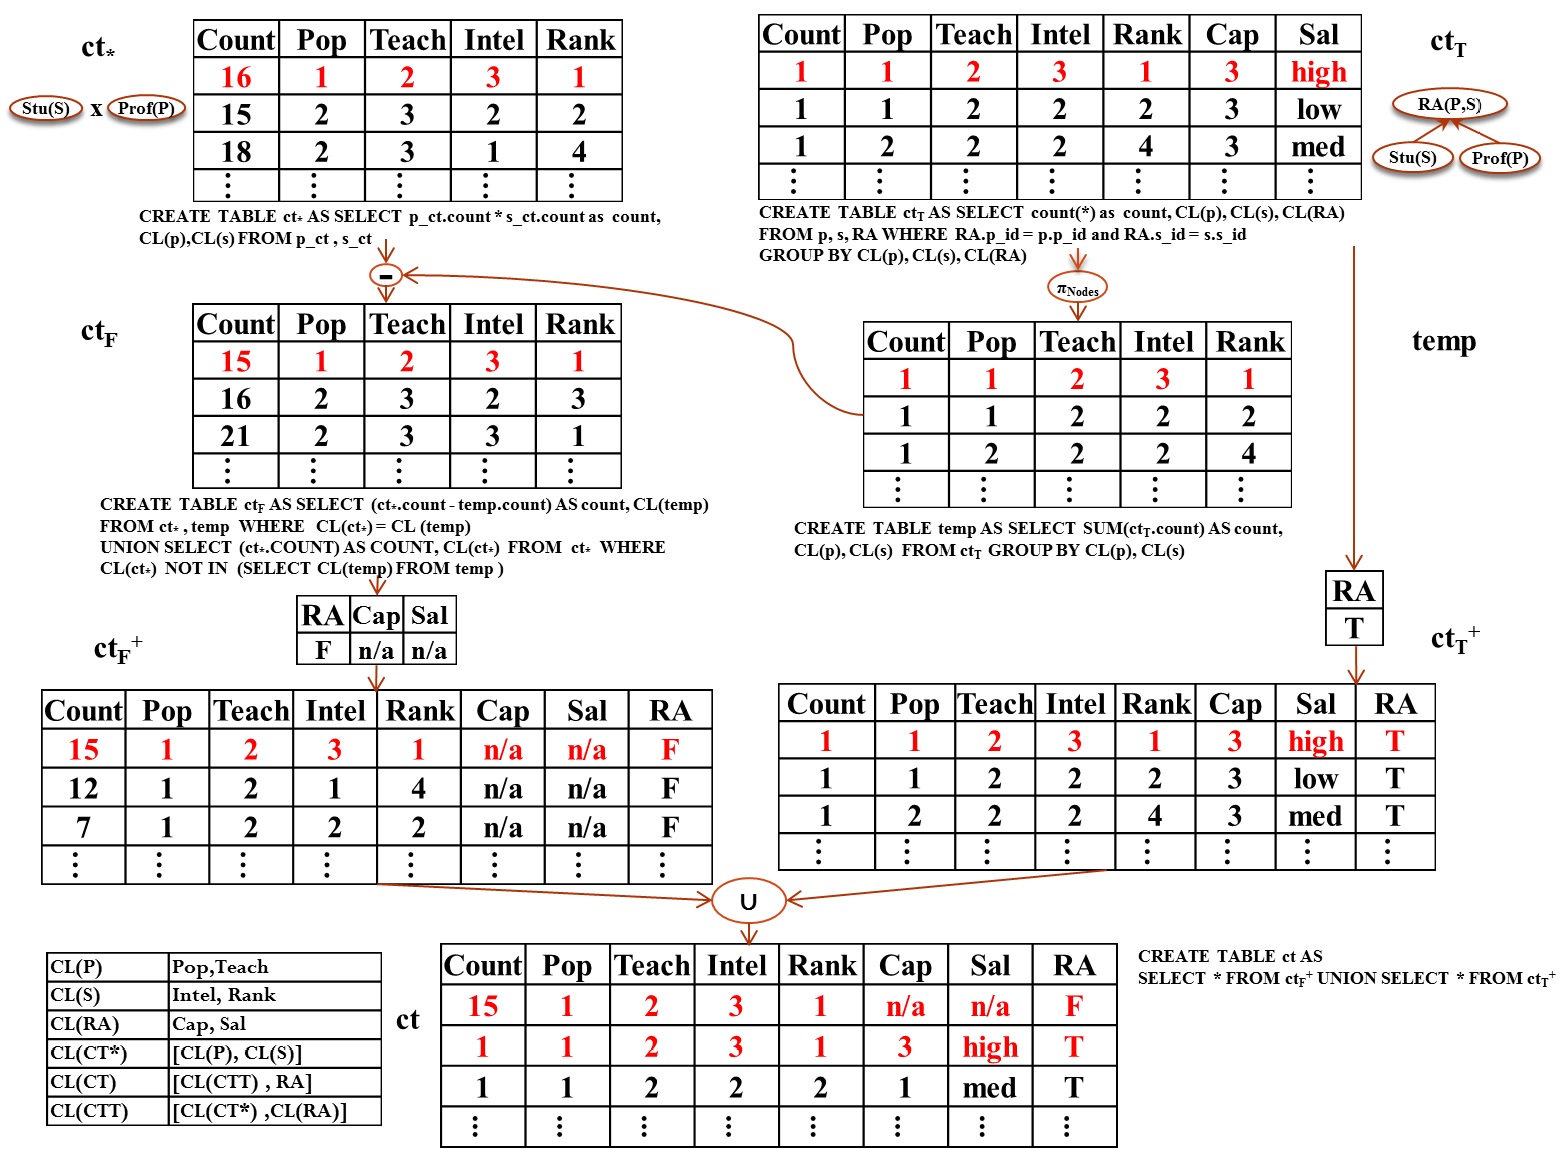 ct*
Stu(S) x Prof(P)
Count Pop Teach Intel Rank
16 1 2 3 1
15 2 3 2 2
18 2 3 1 4
⋮ ⋮ ⋮ ⋮ ⋮
CREATE TABLE ct* AS SELECT p_ct.count * s_ct.count as count,
CL(p),CL(s) FROM p_ct , s_ct
-
Count Pop Teach Intel Rank Cap Sal
1 1 2 3 1 3 high
1 1 2 2 2 3 low
1 2 2 2 4 3 med
⋮ ⋮ ⋮ ⋮ ⋮ ⋮ ⋮
ctT
RA(P,S)
Stu(S) Prof(P)
CREATE TABLE ctT AS SELECT count(*) as count, CL(p), CL(s), CL(RA)
FROM p, s, RA WHERE RA.p_id = p.p_id and RA.s_id = s.s_id
GROUP BY CL(p), CL(s), CL(RA)
πNodes
ctF
Count Pop Teach Intel Rank
15 1 2 3 1
16 2 3 2 3
21 2 3 3 1
⋮ ⋮ ⋮ ⋮ ⋮
CREATE TABLE ctF AS SELECT (ct*.count - temp.count) AS count, CL(temp)
FROM ct* , temp WHERE CL(ct*) = CL (temp)
UNION SELECT (ct*.COUNT) AS COUNT, CL(ct*) FROM ct* WHERE
CL(ct*) NOT IN (SELECT CL(temp) FROM temp )
temp
Count Pop Teach Intel Rank
1 1 2 3 1
1 1 2 2 2
1 2 2 2 4
⋮ ⋮ ⋮ ⋮ ⋮
CREATE TABLE temp AS SELECT SUM(ctT.count) AS count,
CL(p), CL(s) FROM ctT GROUP BY CL(p), CL(s)
RA Cap Sal
F n/a n/a
RA
T
ctF+
Count Pop Teach Intel Rank Cap Sal RA
15 1 2 3 1 n/a n/a F
12 1 2 1 4 n/a n/a F
7 1 2 2 2 n/a n/a F
⋮ ⋮ ⋮ ⋮ ⋮ ⋮ ⋮ ⋮
ctT+
Count Pop Teach Intel Rank Cap Sal RA
1 1 2 3 1 3 high T
1 1 2 2 2 3 low T
1 2 2 2 4 3 med T
⋮ ⋮ ⋮ ⋮ ⋮ ⋮ ⋮ ⋮
∪
CL(P) Pop,Teach
CL(S) Intel, Rank
CL(RA) Cap, Sal
CL(CT*) [CL(P), CL(S)]
CL(CT) [CL(CTT) , RA]
CL(CTT) [CL(CT*) ,CL(RA)]
ct
Count Pop Teach Intel Rank Cap Sal RA
15 1 2 3 1 n/a n/a F
1 1 2 3 1 3 high T
1 1 2 2 2 1 med T
⋮ ⋮ ⋮ ⋮ ⋮ ⋮ ⋮ ⋮
CREATE TABLE ct AS
SELECT * FROM ctF+ UNION SELECT * FROM ctT+